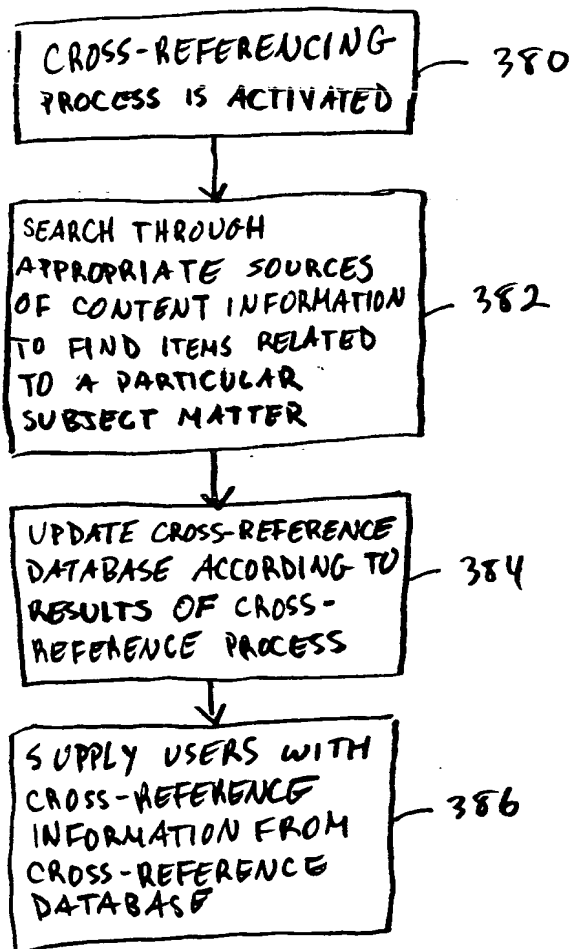 CROSS-REFERENCING
PROCESS IS ACTIVATED
380
SEARCH THROUGH
APPROPRIATE SOURCES
OF CONTENT INFORMATION
TO FIND ITEMS RELATED
TO A PARTICULAR
SUBJECT MATTER
382
UPDATE CROSS-REFERENCE
DATABASE ACCORDING TO
RESULTS OF CROSS-
REFERENCE PROCESS
384
SUPPLY USERS WITH
CROSS-REFERENCE
INFORMATION FROM
CROSS-REFERENCE
DATABASE
386